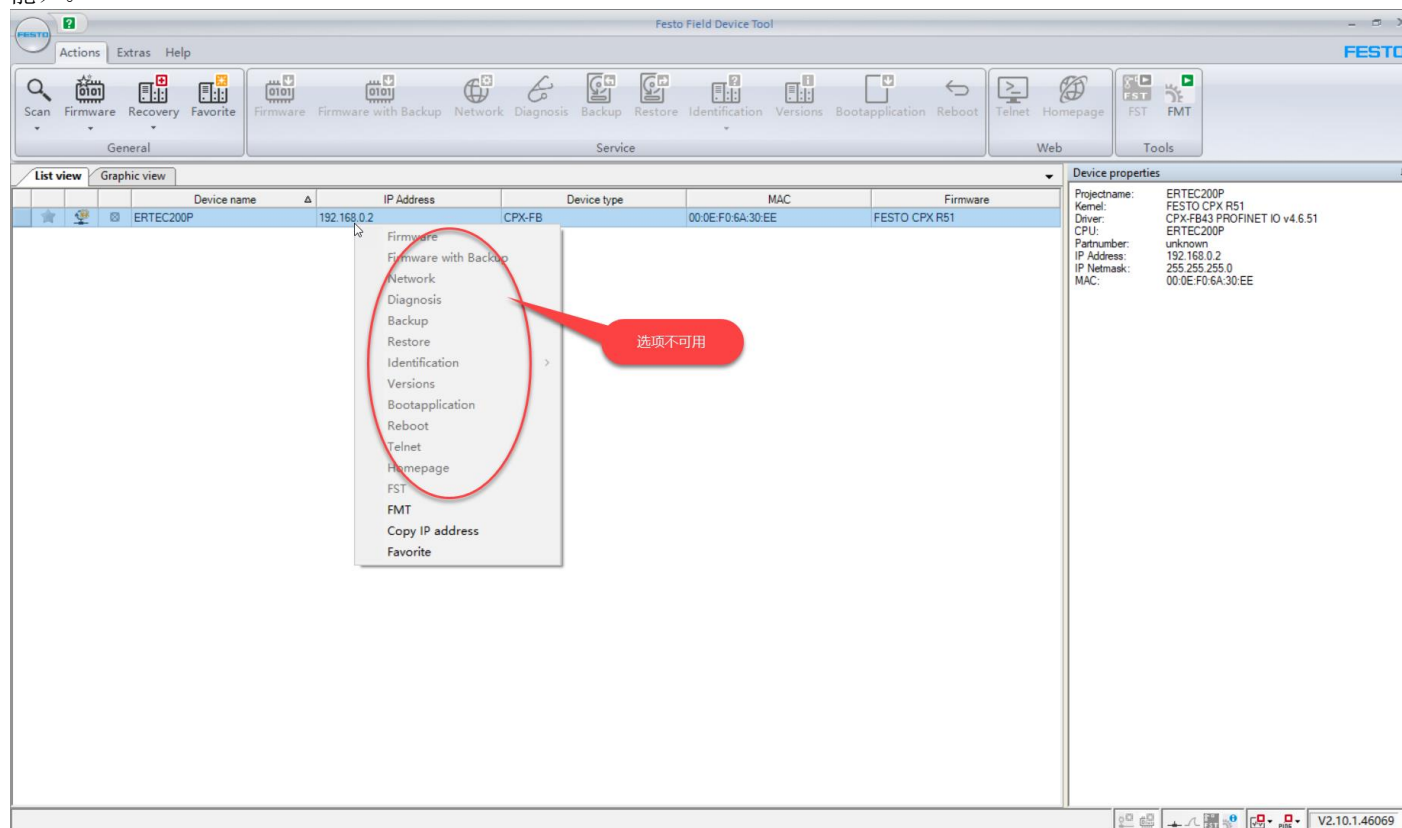 能）。
Festo Field Device Tool
FESTO
Actions Extras Help
FESTO
Scan Firmware Recovery Favorite Firmware Firmware with Backup Network Diagnosis Backup Restore Identification Versions Bootapplication Reboot Telnet Homepage FST FMT
General Service Web Tools
List view Graphic view
Device name IP Address Device type MAC Firmware
ERTEC200P 192.168.0.2 CPX-FB 00:0E:F0:6A:30:EE FESTO CPX R51
Firmware
Firmware with Backup
Network
Diagnosis
Backup
Restore
Identification
Versions
Bootapplication
Reboot
Telnet
Homepage
FST
FMT
Copy IP address
Favorite
选项不可用
Device properties
Projectname: ERTEC200P
Kernel: FESTO CPX R51
Driver: CPX-FB43 PROFINET IO v4.6.51
CPU: ERTEC200P
Partnumber: unknown
IP Address: 192.168.0.2
IP Netmask: 255.255.255.0
MAC: 00:0E:F0:6A:30:EE
V2.10.1.46069